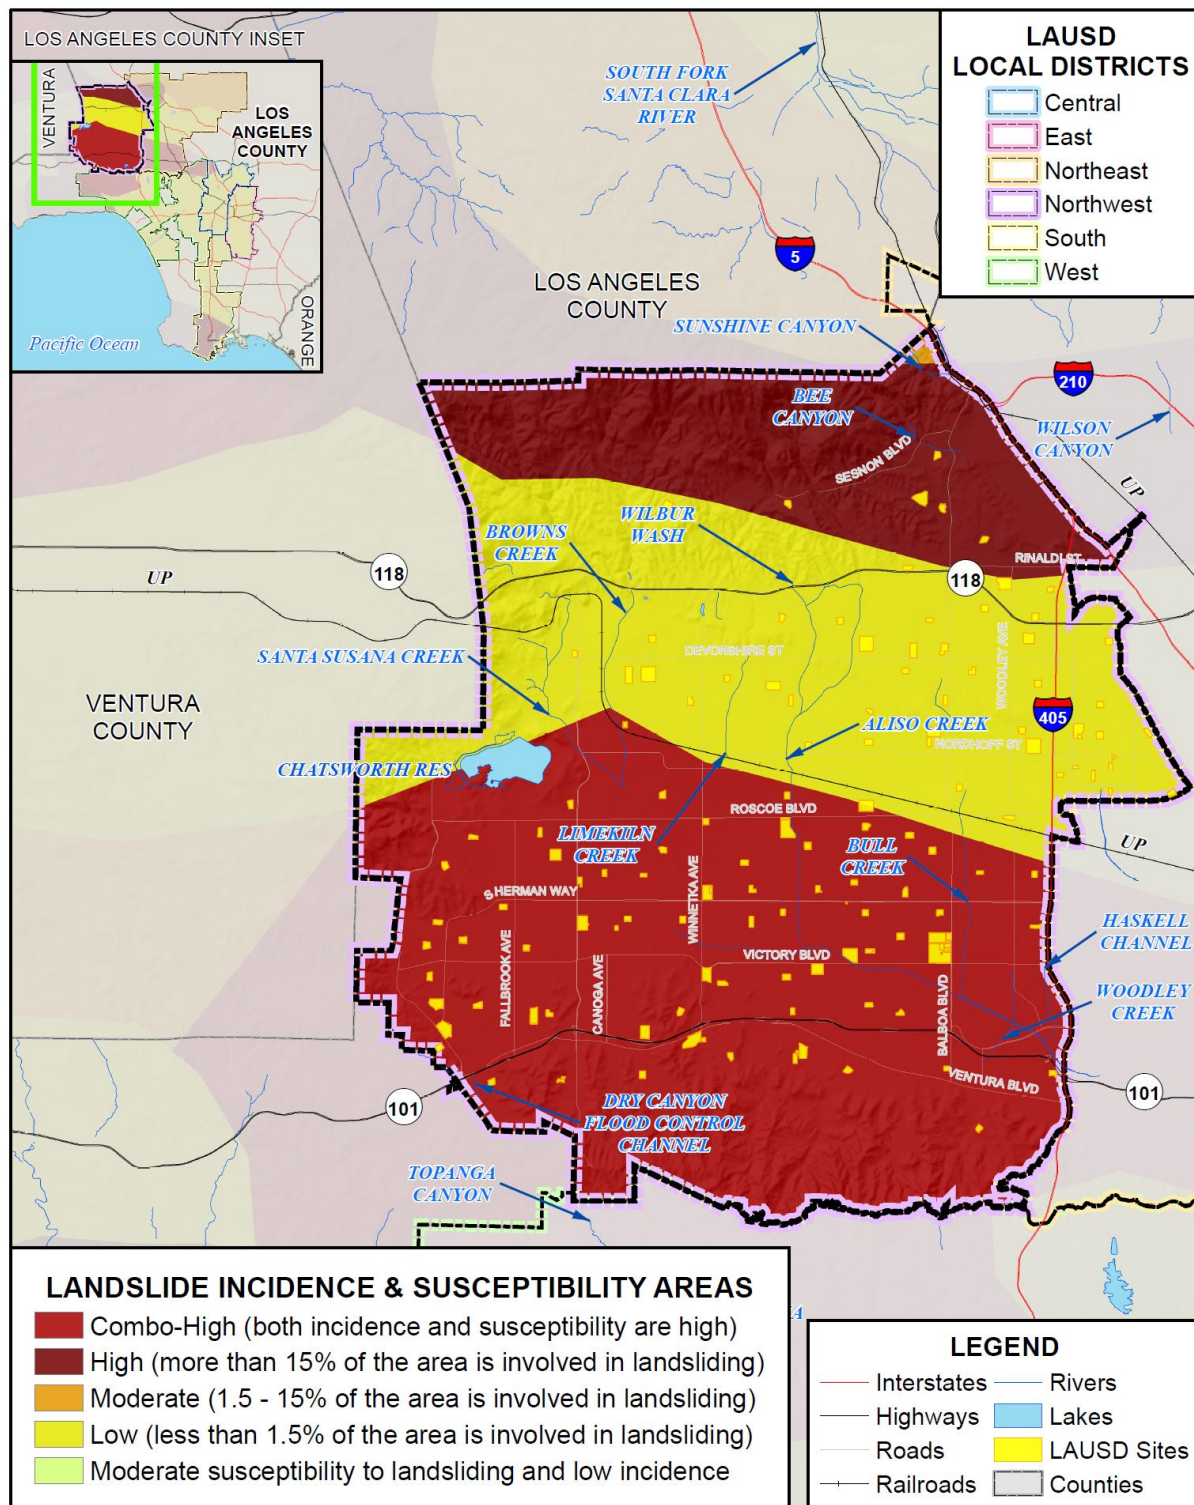 LOS ANGELES COUNTY INSET
VENTURA
LOS
ANGELES
COUNTY
ORANGE
Pacific Ocean
LAUSD
LOCAL DISTRICTS
Central
East
Northeast
Northwest
South
West
SOUTH FORK
SANTA CLARA
RIVER
5
LOS ANGELES
COUNTY
SUNSHINE CANYON
210
BEE
CANYON
WILSON
CANYON
SESNON BLVD
UP
WILBUR
WASH
BROWNS
CREEK
RINALDI ST
UP
118
118
WOODLEY AVE
DEVONSHIRE ST
SANTA SUSANA CREEK
VENTURA
COUNTY
405
ALISO CREEK
NORDHOFF ST
CHATSWORTH RES
ROSCOE BLVD
LIMEKILN
CREEK
BULL
CREEK
UP
SHERMAN WAY
WINNETKA AVE
HASKELL
CHANNEL
FALLBROOK AVE
CANOGA AVE
VICTORY BLVD
BALBOA BLVD
WOODLEY
CREEK
VENTURA BLVD
101
101
DRY CANYON
FLOOD CONTROL
CHANNEL
TOPANGA
CANYON
LANDSLIDE INCIDENCE & SUSCEPTIBILITY AREAS
Combo-High (both incidence and susceptibility are high)
High (more than 15% of the area is involved in landsliding)
Moderate (1.5 - 15% of the area is involved in landsliding)
Low (less than 1.5% of the area is involved in landsliding)
Moderate susceptibility to landsliding and low incidence
LEGEND
Interstates
Rivers
Highways
Lakes
Roads
LAUSD Sites
Railroads
Counties